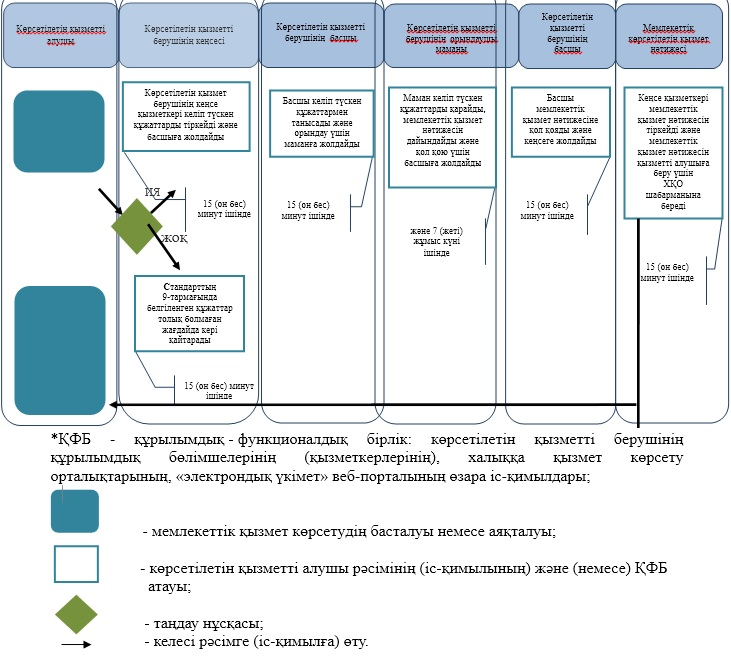 Көрсетілетін қызметті
алушы
Көрсетілетін қызметті
берушінің кеңсесі
Көрсетілетін қызметті
берушінің басшы
Көрсетілетін қызметті
берушінің орындаушы
маманы
Көрсетілетін
қызметті
берушінің
басшы
Мемлекеттік
көрсетілетін қызмет
нәтижесі
Көрсетілетін қызмет
берушінің кеңсе
қызметкері келіп түскен
құжаттарды тіркейді және
басшыға жолдайды
Басшы келіп түскен
құжаттармен
танысады және
орындау үшін
маманға жолдайды
Маман келіп түскен
құжаттарды қарайды,
мемлекеттік қызмет
нәтижесін
дайындайды және
қол қою үшін
басшыға жолдайды
Басшы
мемлекеттік
қызмет нәтижесіне
қол қояды және
кеңсеге жолдайды
Кеңсе қызметкері
мемлекеттік
қызмет нәтижесін
тіркейді және
мемлекеттік
қызмет нәтижесін
қызметті алушыға
беру үшін
ХҚО
шабарманына
береді
ИЯ
ЖОҚ
15 (он бес)
минут ішінде
15 (он бес)
минут ішінде
және 7 (жеті)
жұмыс күні
ішінде
15 (он бес)
минут ішінде
15 (он бес)
минут ішінде
Стандарттың
9-тармағында
белгіленген құжаттар
толық болмаған
жағдайда кері
қайтарады
15 (он бес) минут
ішінде
*ҚФБ - құрылымдық - функционалдық бірлік: көрсетілетін қызметті берушінің
құрылымдық бөлімшелерінің (қызметкерлерінің), халыққа қызмет көрсету
орталықтарының, «электрондық үкімет» веб-порталының өзара іс-қимылдары;
- мемлекеттік қызмет көрсетудің басталуы немесе аяқталуы;
- көрсетілетін қызметті алушы рәсімінің (іс-қимылының) және (немесе) ҚФБ
атауы;
- таңдау нұсқасы;
- келесі рәсімге (іс-қимылға) өту.